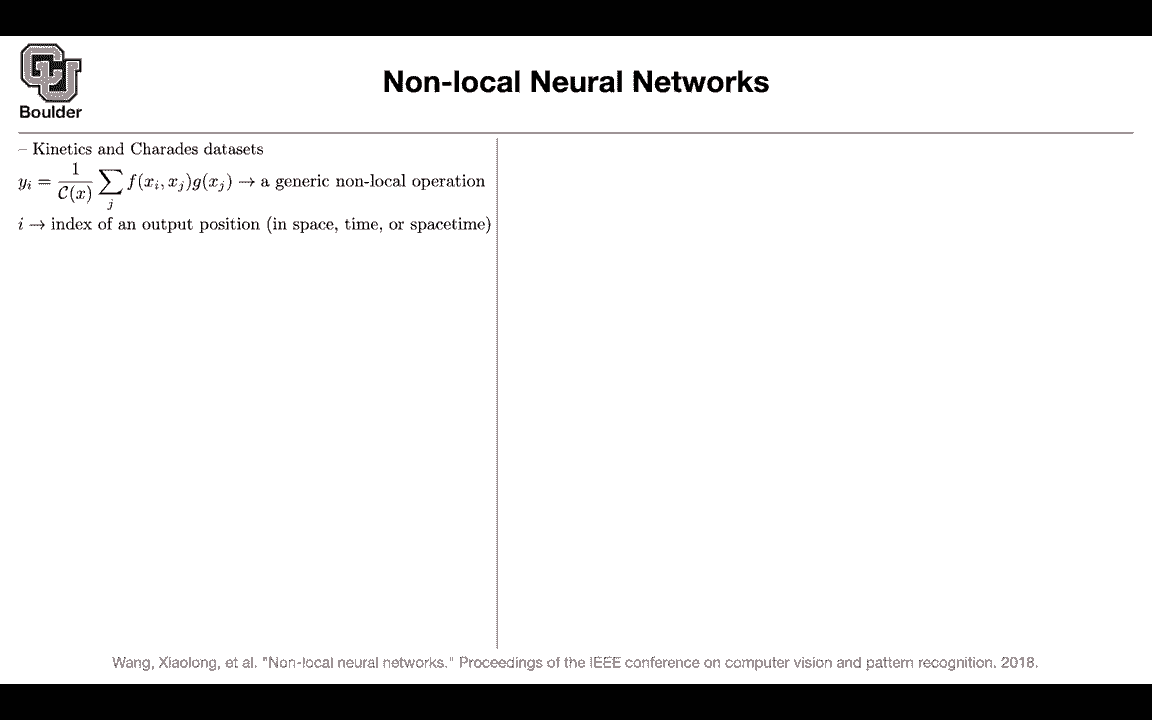 Boulder
Non-local Neural Networks
– Kinetics and Charades datasets
$y_i = \frac{1}{\mathcal{C}(x)} \sum_j f(x_i, x_j)g(x_j)$ → a generic non-local operation
$i$ → index of an output position (in space, time, or spacetime)
Wang, Xiaolong, et al. "Non-local neural networks." Proceedings of the IEEE conference on computer vision and pattern recognition. 2018.